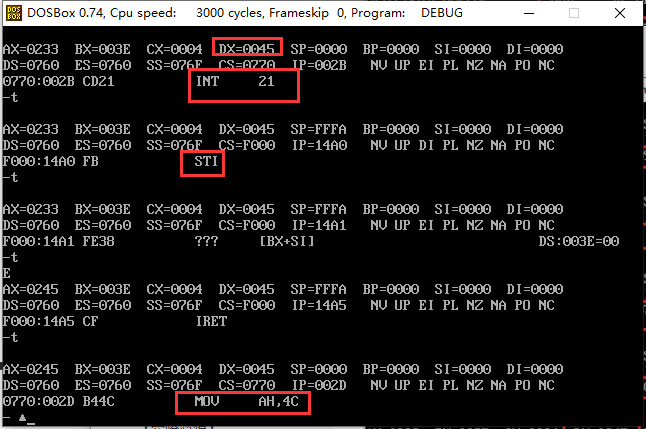 DOS BOX DOSBox 0.74, Cpu speed: 3000 cycles, Frameskip 0, Program: DEBUG
AX=0233 BX=003E CX=0004 DX=0045 SP=0000 BP=0000 SI=0000 DI=0000
DS=0760 ES=0760 SS=076F CS=0770 IP=002B NV UP EI PL NZ NA PO NC
0770:002B CD21 INT 21
-t
AX=0233 BX=003E CX=0004 DX=0045 SP=FFFA BP=0000 SI=0000 DI=0000
DS=0760 ES=0760 SS=076F CS=F000 IP=14A0 NV UP DI PL NZ NA PO NC
F000:14A0 FB STI
-t
AX=0233 BX=003E CX=0004 DX=0045 SP=FFFA BP=0000 SI=0000 DI=0000
DS=0760 ES=0760 SS=076F CS=F000 IP=14A1 NV UP EI PL NZ NA PO NC
F000:14A1 FE38 ??? [BX+SI] DS:003E=00
-t
E
AX=0245 BX=003E CX=0004 DX=0045 SP=FFFA BP=0000 SI=0000 DI=0000
DS=0760 ES=0760 SS=076F CS=F000 IP=14A5 NV UP EI PL NZ NA PO NC
F000:14A5 CF IRET
-t
AX=0245 BX=003E CX=0004 DX=0045 SP=0000 BP=0000 SI=0000 DI=0000
DS=0760 ES=0760 SS=076F CS=0770 IP=002D NV UP EI PL NZ NA PO NC
0770:002D B44C MOV AH,4C
-